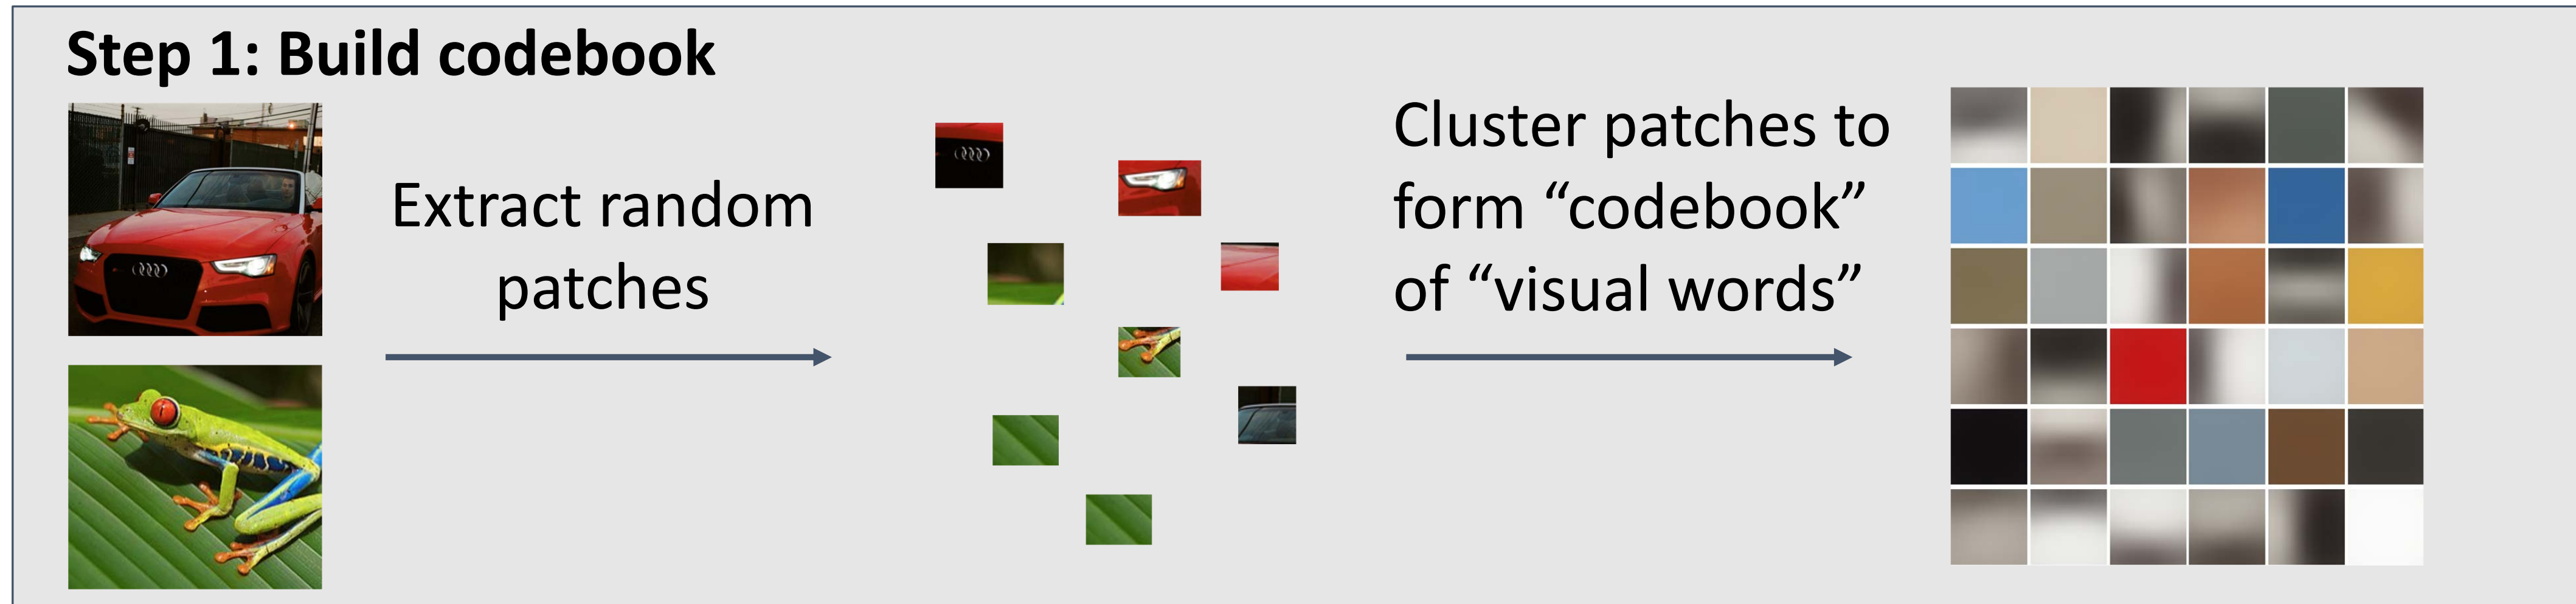 Step 1: Build codebook
Extract random
patches
Cluster patches to
form “codebook”
of “visual words”